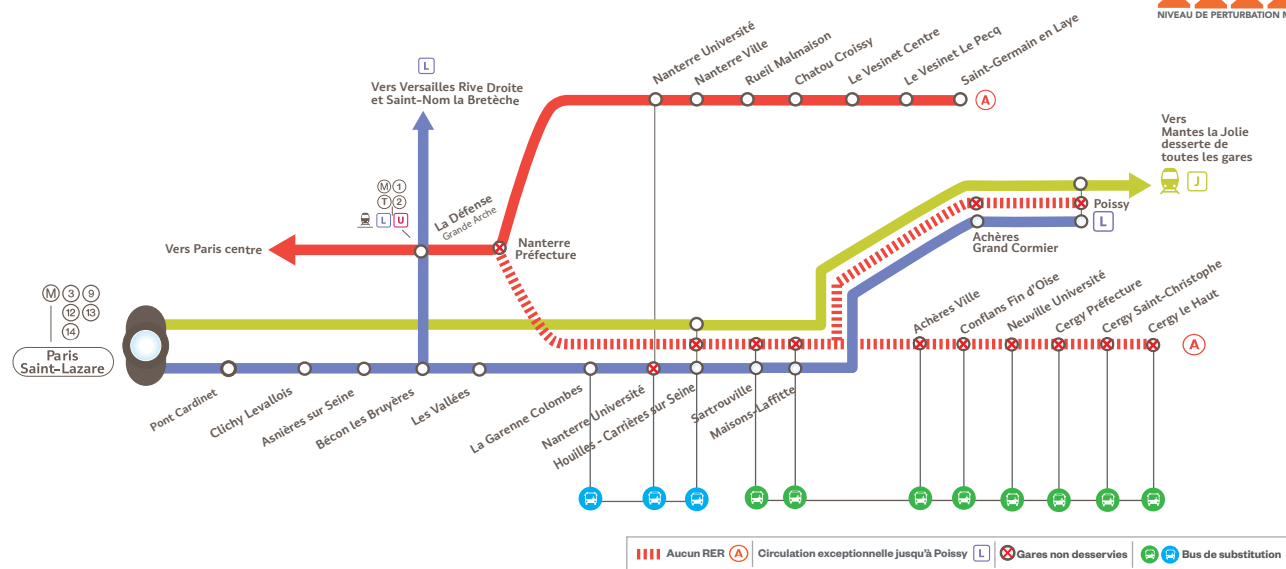 NIVEAU DE PERTURBATION M
L
Vers Versailles Rive Droite
et Saint-Nom la Bretèche
Nanterre Université
Nanterre Ville
Rueil Malmaison
Chatou Croissy
Le Vesinet Centre
Le Vesinet Le Pecq
Saint-Germain en Laye
A
Vers
Mantes la Jolie
desserte de
toutes les gares
J
M 1
T 2
L U
La Défense
Grande Arche
Vers Paris centre
Nanterre
Préfecture
Poissy
L
Achères
Grand Cormier
M 3 9
12 13
14
Paris
Saint-Lazare
Achères Ville
Conflans Fin d'Oise
Neuville Université
Cergy Préfecture
Cergy Saint-Christophe
Cergy le Haut
A
Pont Cardinet
Clichy Levallois
Asnières sur Seine
Bécon les Bruyères
Les Vallées
La Garenne Colombes
Nanterre Université
Houilles - Carrières sur Seine
Sartrouville
Maisons-Laffitte
Aucun RER A
Circulation exceptionelle jusqu'à Poissy L
Gares non desservies
Bus de substitution